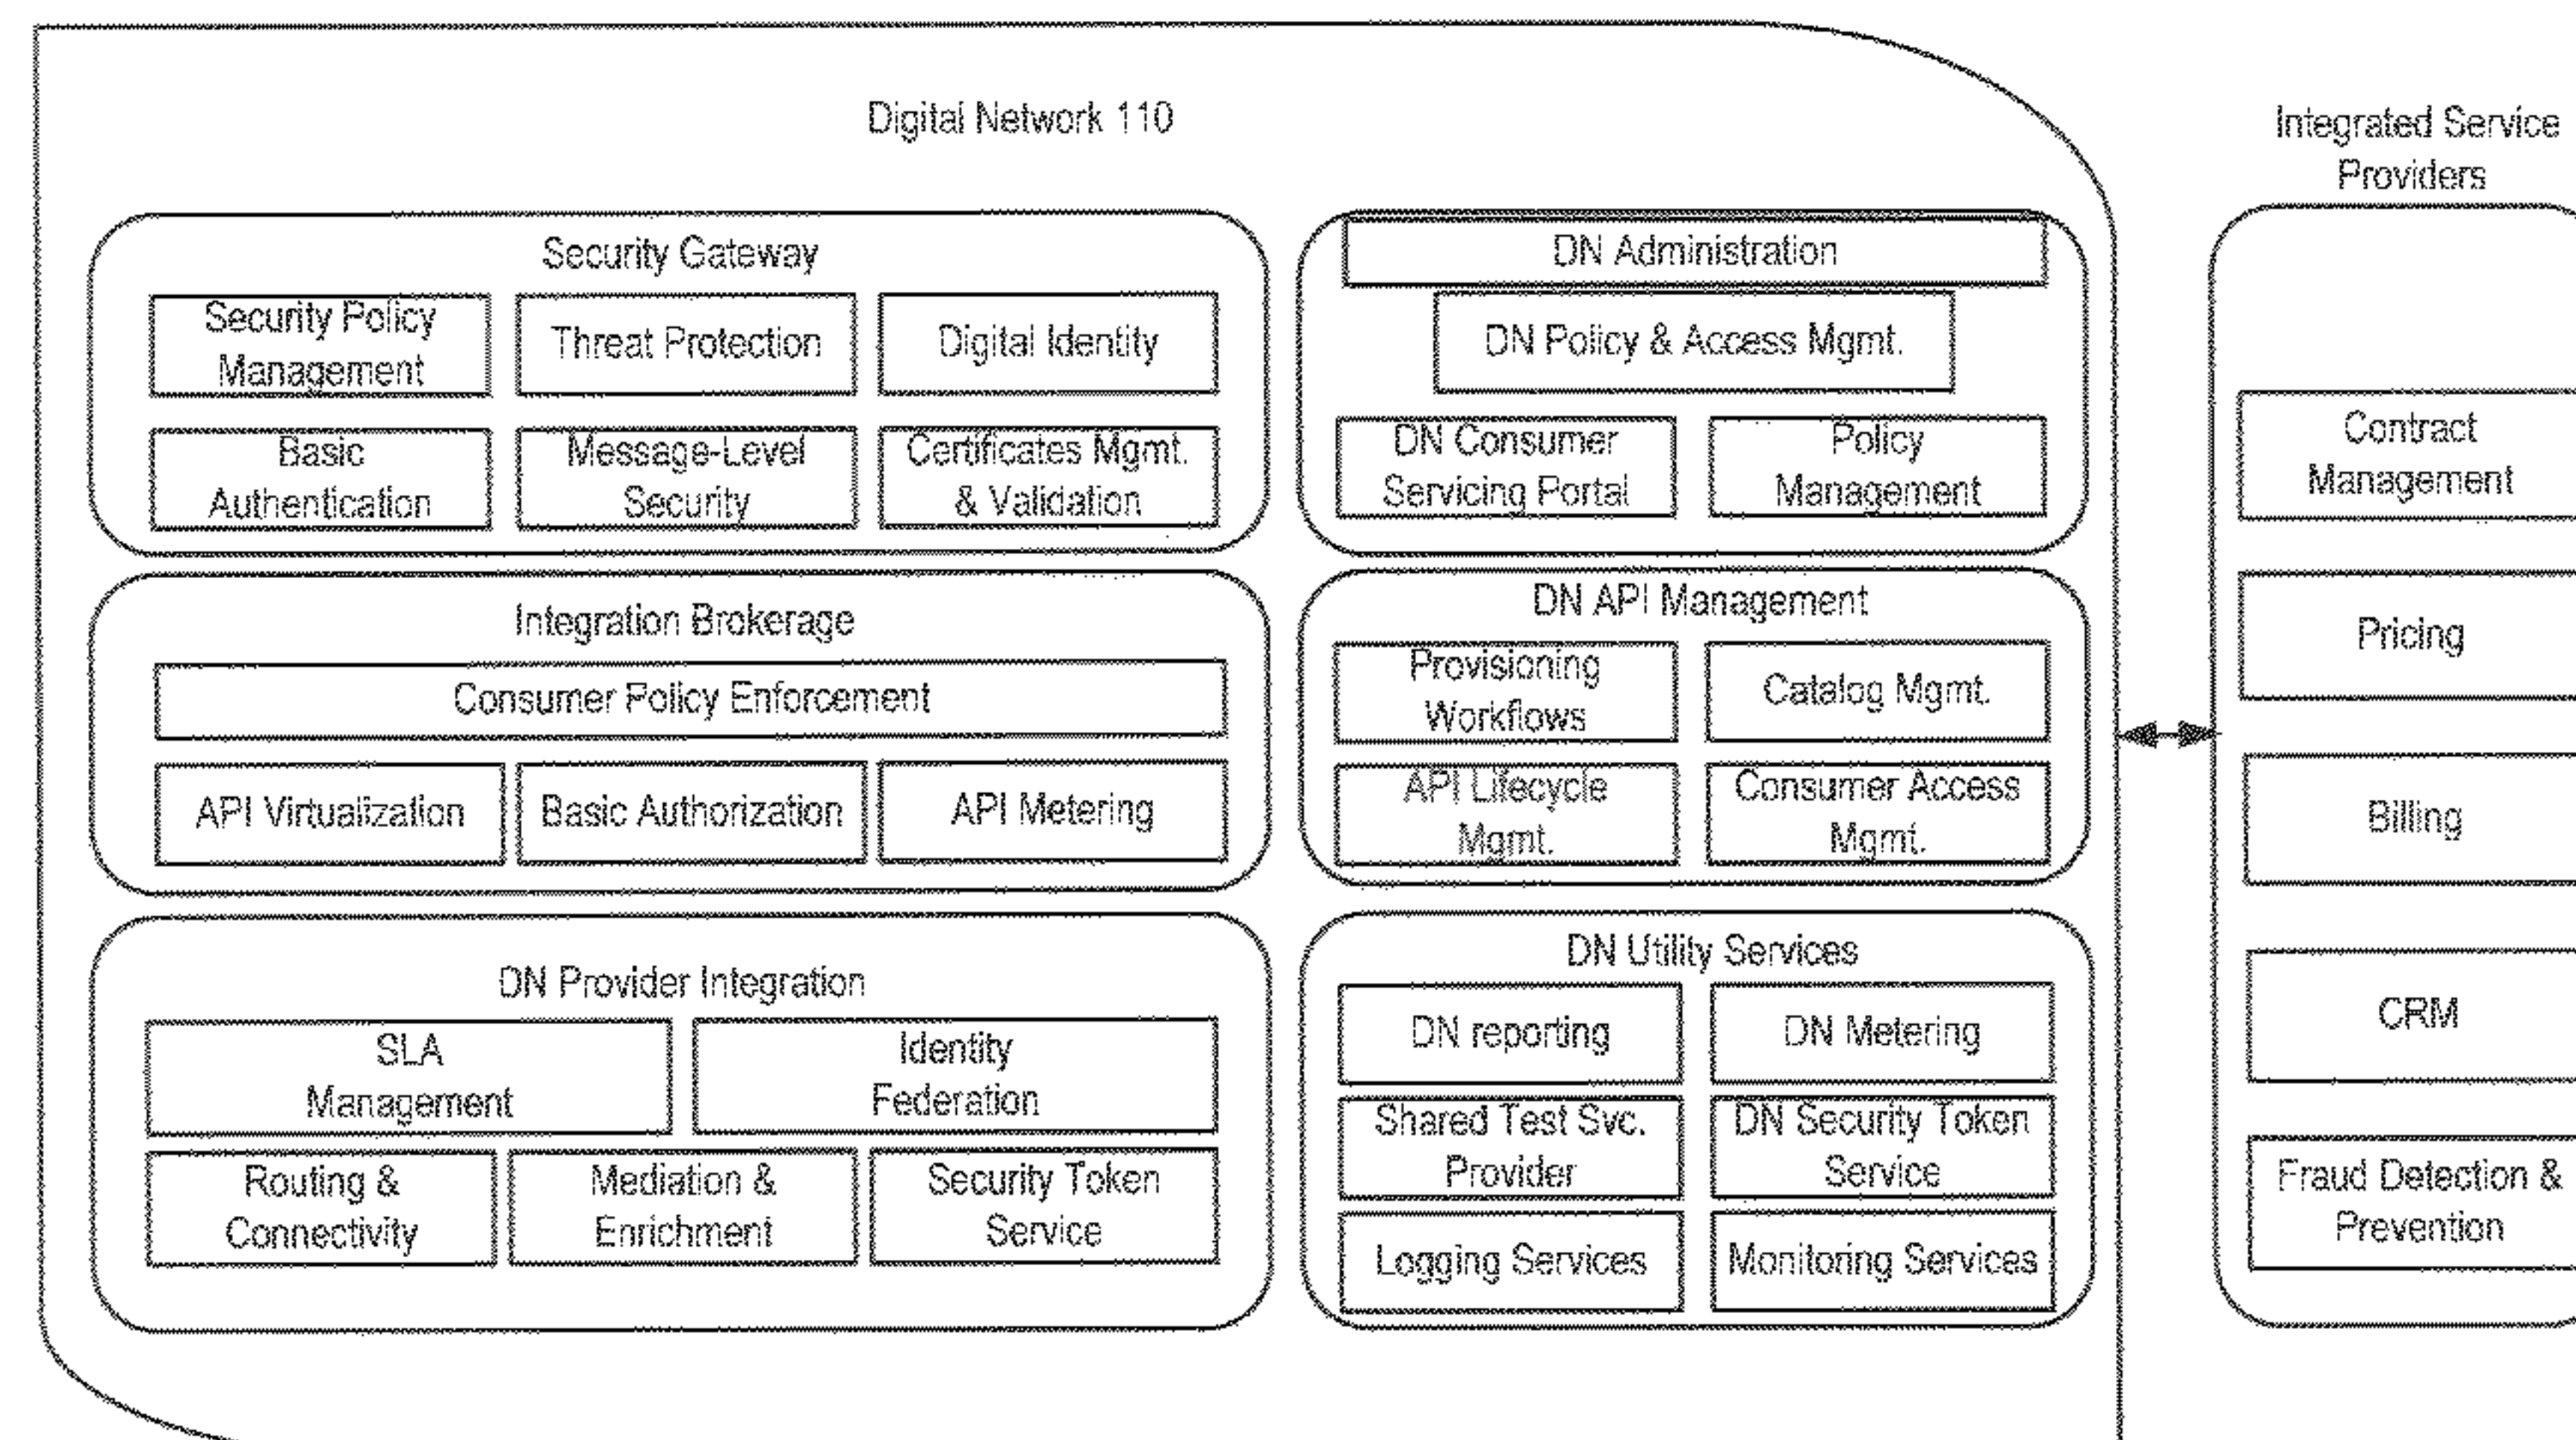 Digital Network 110
Security Gateway
Security Policy
Management
Threat Protection
Digital Identity
Basic
Authentication
Message-Level
Security
Certificates Mgmt.
& Validation
Integration Brokerage
Consumer Policy Enforcement
API Virtualization
Basic Authorization
API Metering
DN Provider Integration
SLA
Management
Identity
Federation
Routing &
Connectivity
Mediation &
Enrichment
Security Token
Service
DN Administration
DN Policy & Access Mgmt.
DN Consumer
Servicing Portal
Policy
Management
DN API Management
Provisioning
Workflows
Catalog Mgmt.
API Lifecycle
Mgmt.
Consumer Access
Mgmt.
DN Utility Services
DN reporting
DN Metering
Shared Test Svc.
Provider
DN Security Token
Service
Logging Services
Monitoring Services
Integrated Service
Providers
Contract
Management
Pricing
Billing
CRM
Fraud Detection &
Prevention